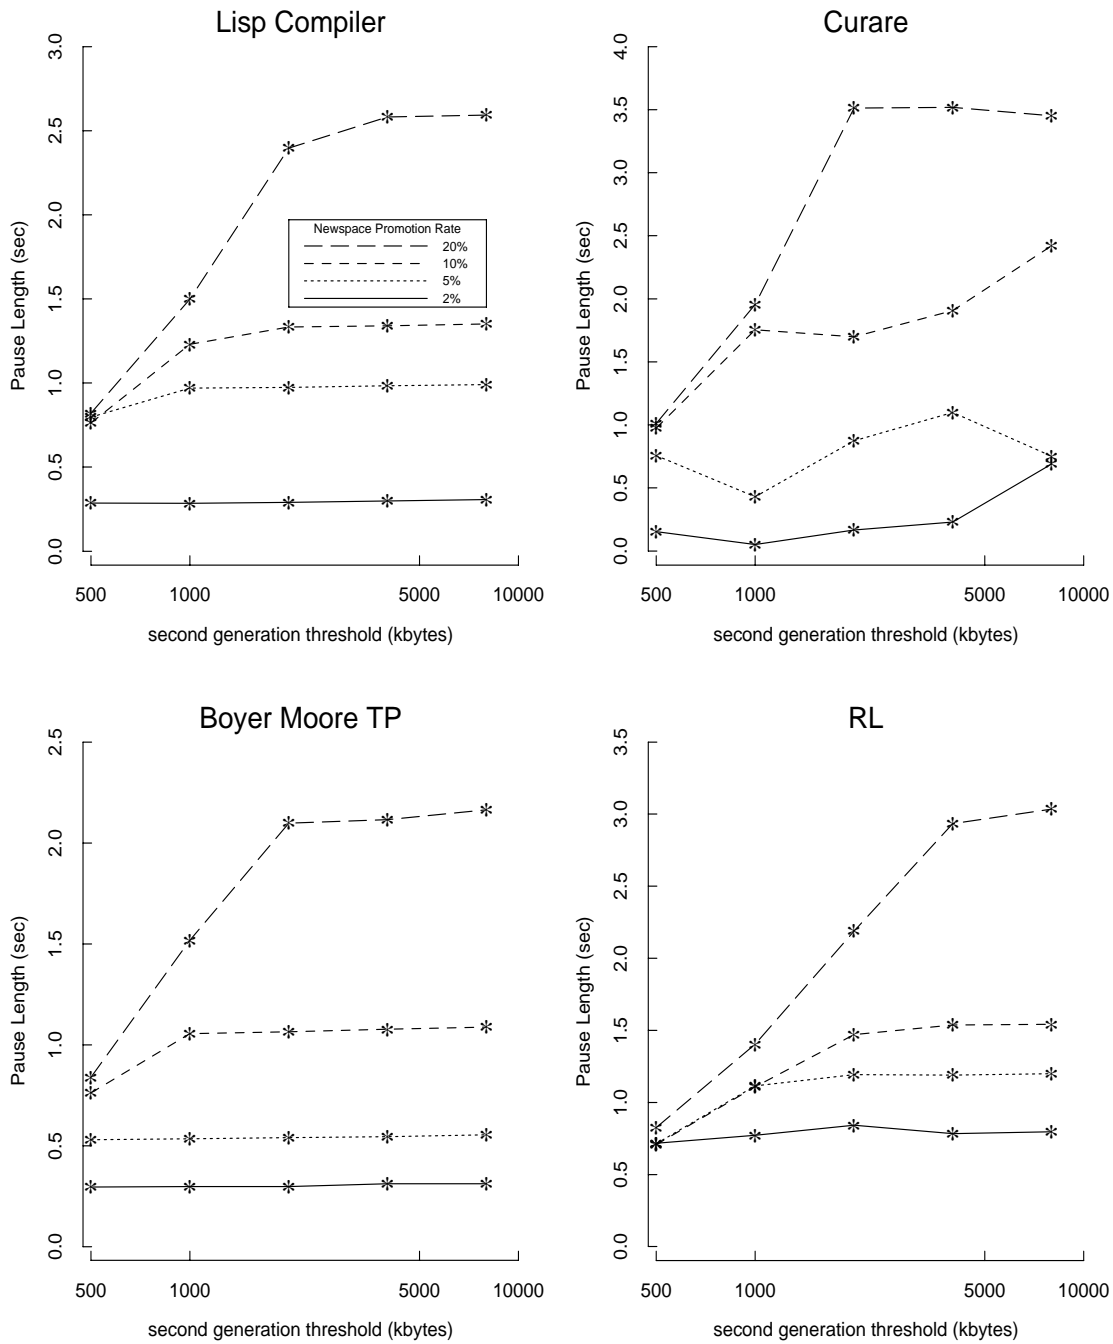 Lisp Compiler
Pause Length (sec)
3.0
2.5
2.0
1.5
1.0
0.5
0.0
Newspace Promotion Rate
20%
10%
5%
2%
500 1000 5000 10000
second generation threshold (kbytes)
Curare
Pause Length (sec)
4.0
3.5
3.0
2.5
2.0
1.5
1.0
0.5
0.0
500 1000 5000 10000
second generation threshold (kbytes)
Boyer Moore TP
Pause Length (sec)
2.5
2.0
1.5
1.0
0.5
0.0
500 1000 5000 10000
second generation threshold (kbytes)
RL
Pause Length (sec)
3.5
3.0
2.5
2.0
1.5
1.0
0.5
0.0
500 1000 5000 10000
second generation threshold (kbytes)